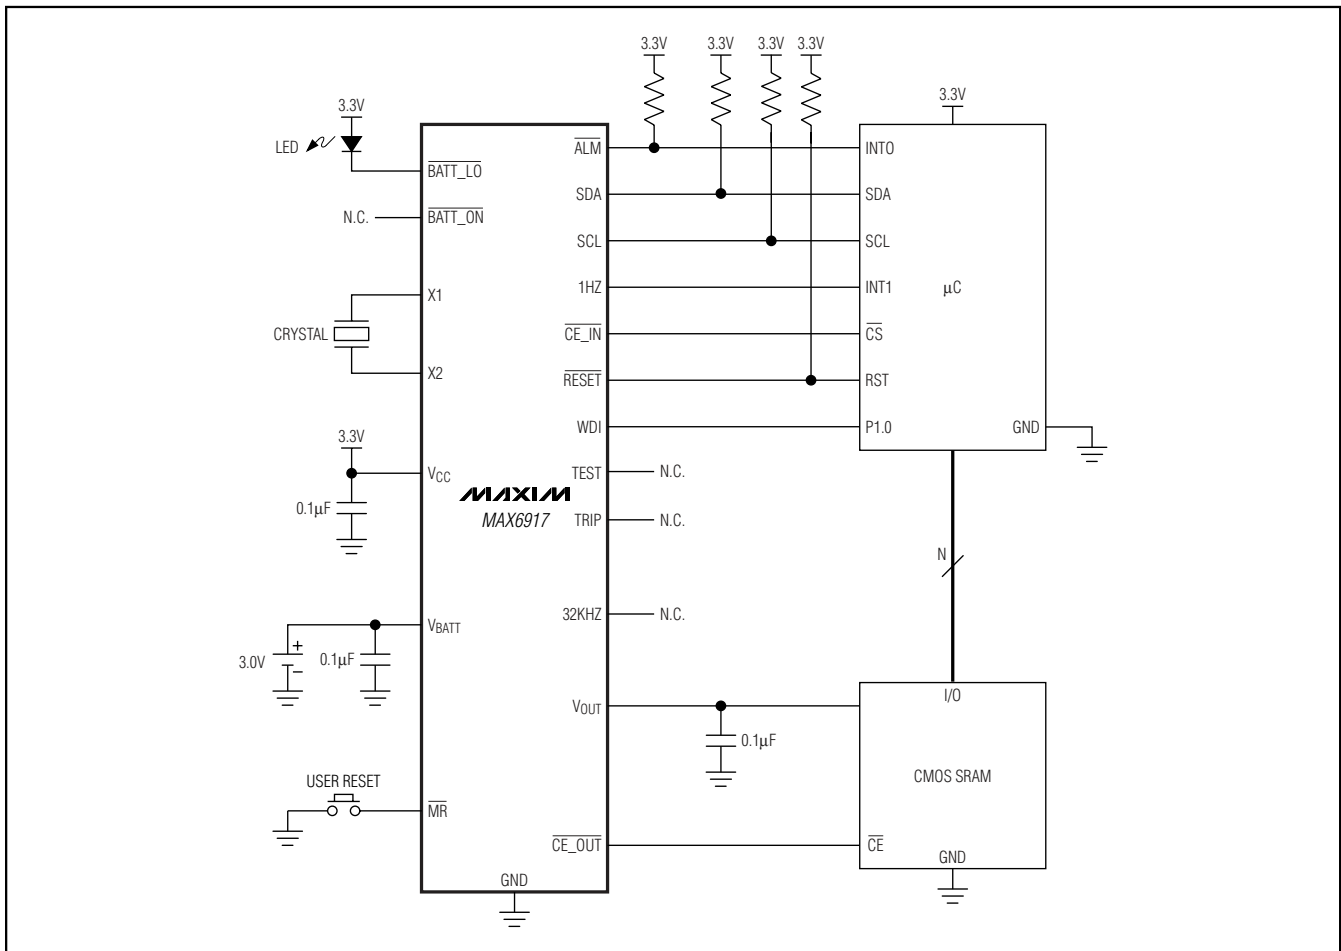 3.3V 3.3V 3.3V 3.3V
3.3V
3.3V
LED
BATT_LO
N.C.
BATT_ON
X1
CRYSTAL
X2
3.3V
VCC
0.1µF
VBATT
3.0V
+
–
0.1µF
USER RESET
MR
MAXIM
MAX6917
GND
ALM
SDA
SCL
1HZ
CE_IN
RESET
WDI
TEST
N.C.
TRIP
N.C.
32KHZ
N.C.
VOUT
0.1µF
CE_OUT
INT0
SDA
SCL
INT1
µC
CS
RST
P1.0
GND
N
I/O
CMOS SRAM
CE
GND